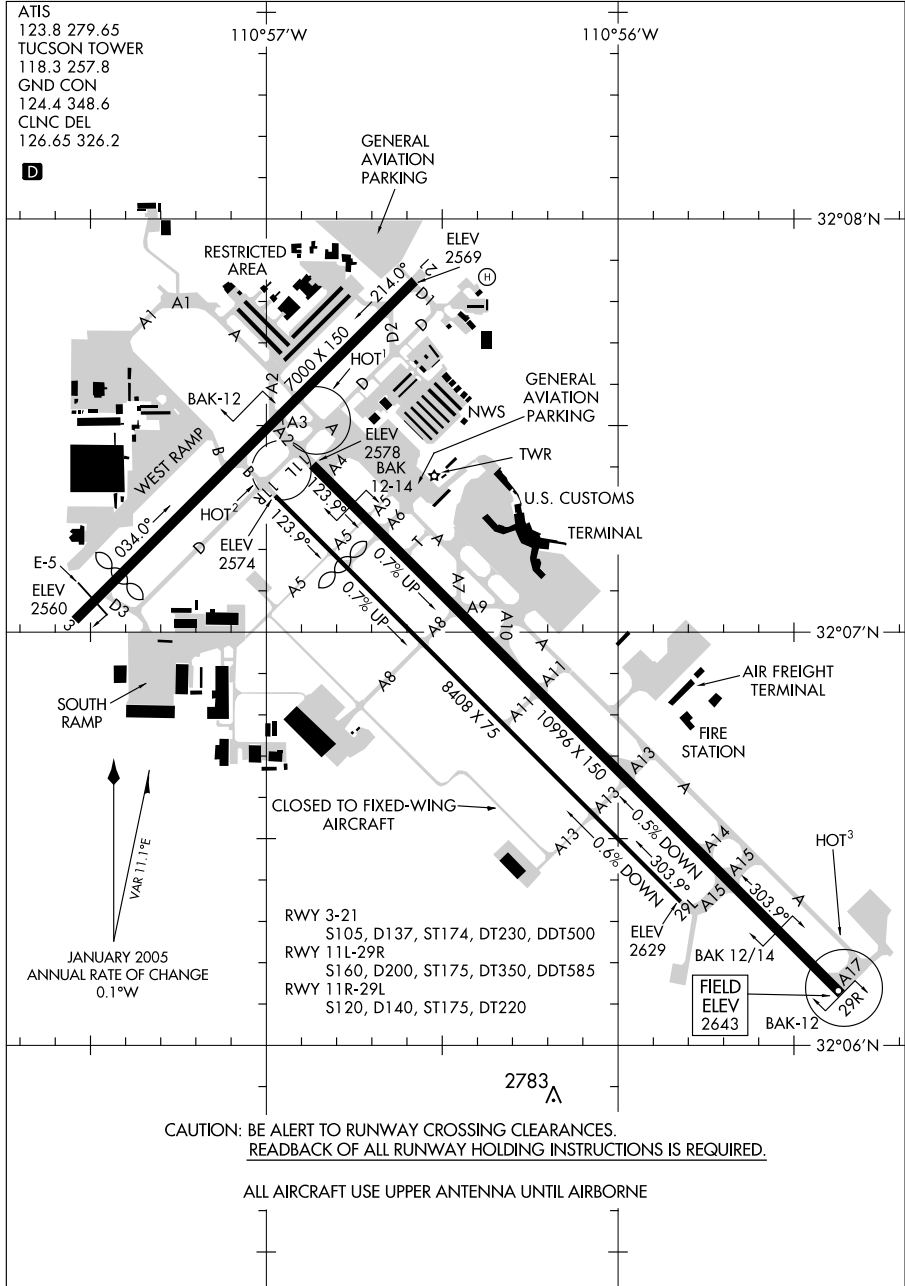 ATIS
123.8 279.65
TUCSON TOWER
118.3 257.8
GND CON
124.4 348.6
CLNC DEL
126.65 326.2
D
110°57'W
110°56'W
GENERAL
AVIATION
PARKING
32°08'N
RESTRICTED
AREA
ELEV
2569
21
H
214.0°
D1
A1
A1
A
D2
D
7000 X 150
HOT1
D
A2
BAK-12
GENERAL
AVIATION
PARKING
NWS
A3
A
A2
ELEV
2578
BAK
12-14
TWR
WEST RAMP
B
B
11L
A4
U.S. CUSTOMS
TERMINAL
11R
123.9°
A5
A6
HOT2
034.0°
D
ELEV
2574
123.9°
A5
T
A
E-5
ELEV
2560
D3
3
A5
0.7% UP
0.7% UP
A7
A9
A8
A10
A
32°07'N
SOUTH
RAMP
A8
8408 X 75
A11
A11
10996 X 150
AIR FREIGHT
TERMINAL
FIRE
STATION
A13
A
VAR 11.1°E
CLOSED TO FIXED-WING
AIRCRAFT
A13
A13
0.5% DOWN
0.6% DOWN
303.9°
A14
A15
HOT3
303.9°
A
29L
A15
JANUARY 2005
ANNUAL RATE OF CHANGE
0.1°W
RWY 3-21
S105, D137, ST174, DT230, DDT500
RWY 11L-29R
S160, D200, ST175, DT350, DDT585
RWY 11R-29L
S120, D140, ST175, DT220
ELEV
2629
BAK 12/14
FIELD
ELEV
2643
A17
29R
BAK-12
32°06'N
2783
CAUTION: BE ALERT TO RUNWAY CROSSING CLEARANCES.
READBACK OF ALL RUNWAY HOLDING INSTRUCTIONS IS REQUIRED.
ALL AIRCRAFT USE UPPER ANTENNA UNTIL AIRBORNE